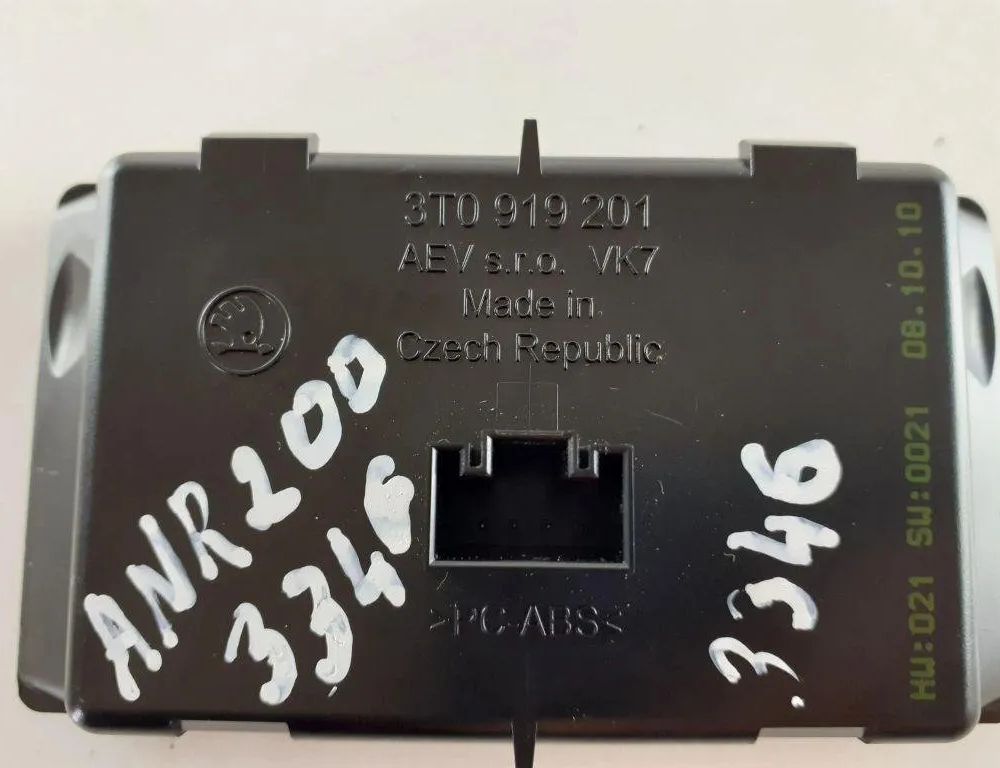 3T0 919 201
AEV s.r.o. VK7
Made in
Czech Republic
>PC-ABS<
ANR200
3346
3346
HW:021 SW:0021 08.10.10